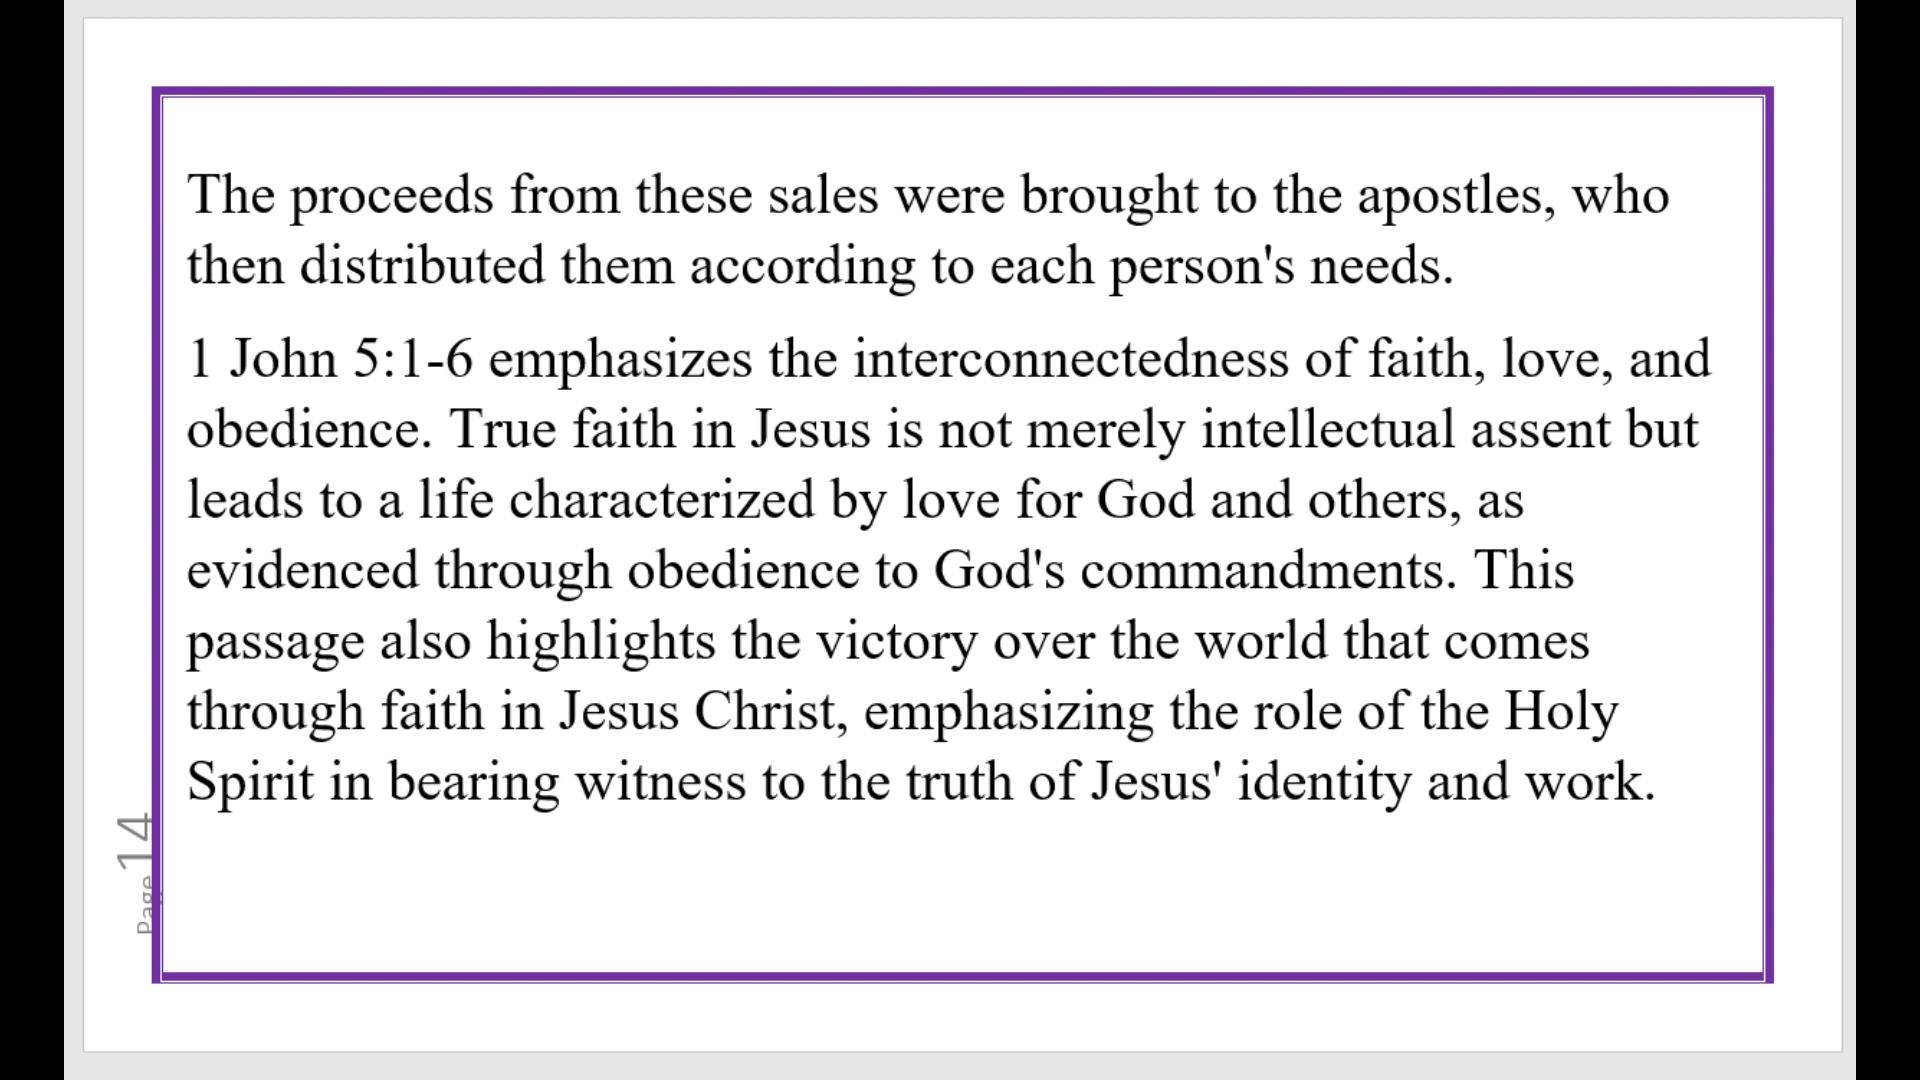 The proceeds from these sales were brought to the apostles, who
then distributed them according to each person's needs.
1 John 5:1-6 emphasizes the interconnectedness of faith, love, and
obedience. True faith in Jesus is not merely intellectual assent but
leads to a life characterized by love for God and others, as
evidenced through obedience to God's commandments. This
passage also highlights the victory over the world that comes
through faith in Jesus Christ, emphasizing the role of the Holy
Spirit in bearing witness to the truth of Jesus' identity and work.
Page 14